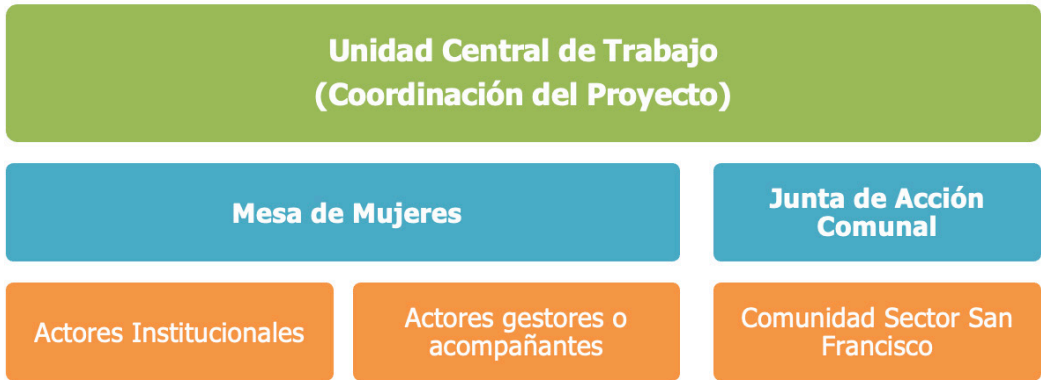 Unidad Central de Trabajo
(Coordinación del Proyecto)
Mesa de Mujeres
Junta de Acción
Comunal
Actores Institucionales
Actores gestores o
acompañantes
Comunidad Sector San
Francisco